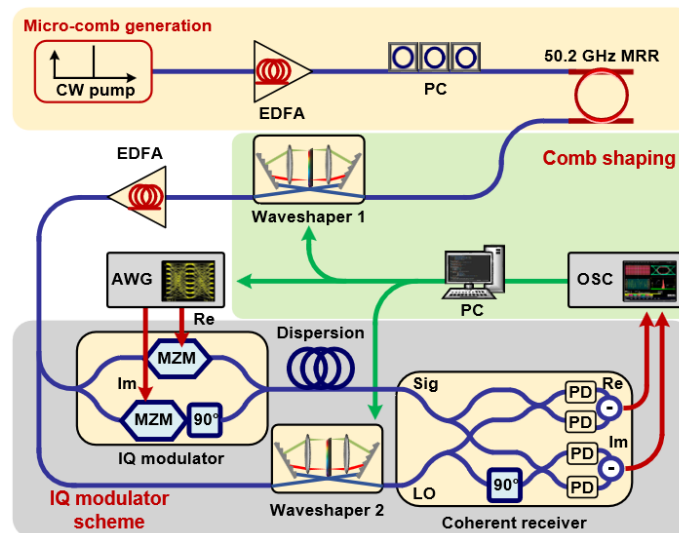 Micro-comb generation
CW pump
EDFA
PC
50.2 GHz MRR
EDFA
Waveshaper 1
Comb shaping
AWG
PC
OSC
Re
Dispersion
Im
MZM
MZM
90°
IQ modulator
Sig
LO
PD
PD
PD
PD
-
-
Re
Im
90°
Waveshaper 2
Coherent receiver
IQ modulator
scheme